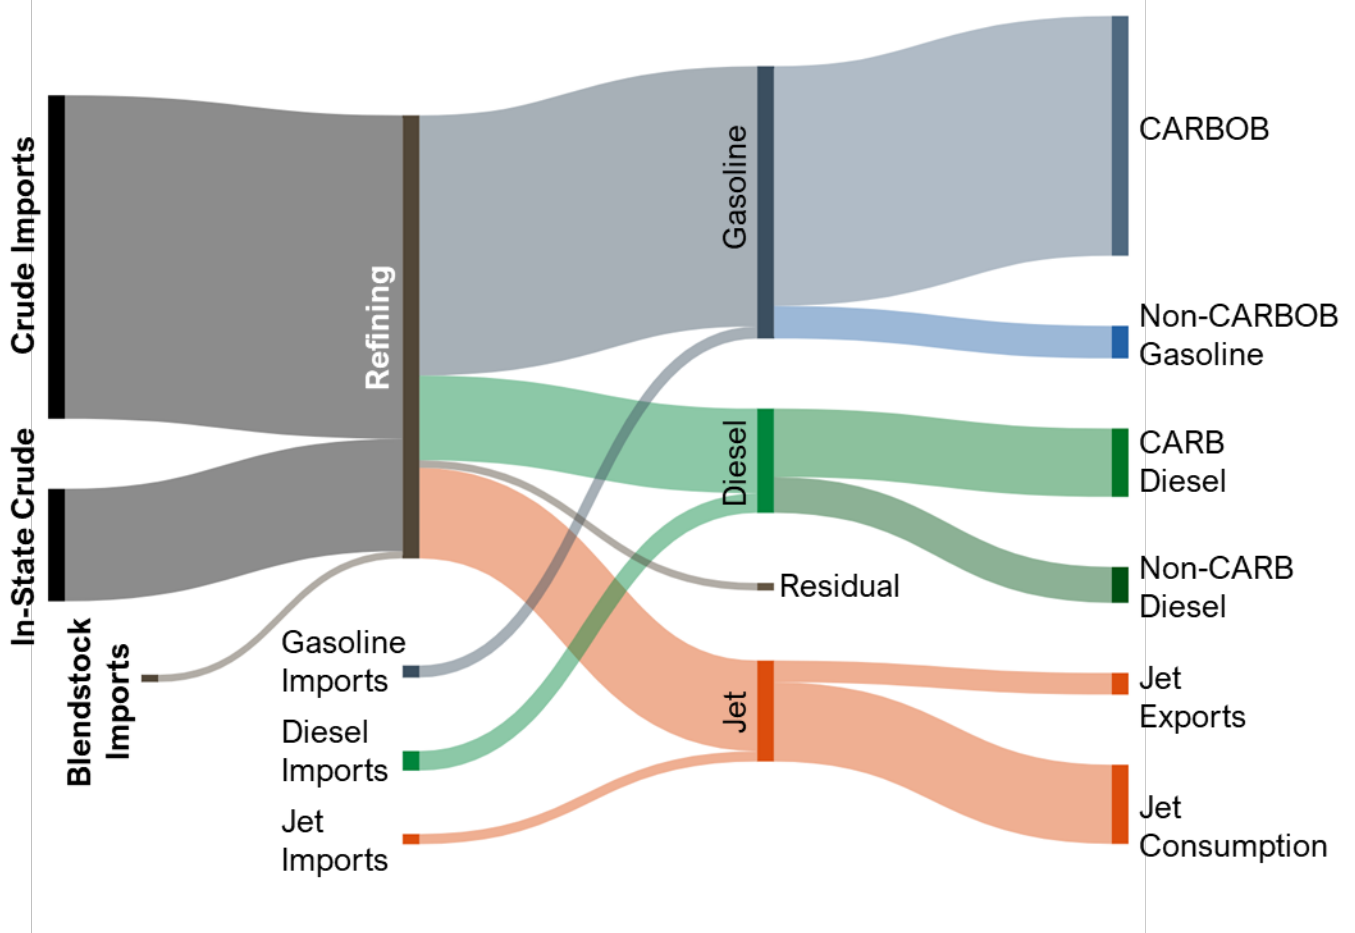 Crude Imports
In-State Crude
Blendstock
Imports
Refining
Gasoline
Imports
Diesel
Imports
Jet
Imports
Gasoline
Diesel
Residual
Jet
CARBOB
Non-CARBOB
Gasoline
CARB
Diesel
Non-CARB
Diesel
Jet
Exports
Jet
Consumption